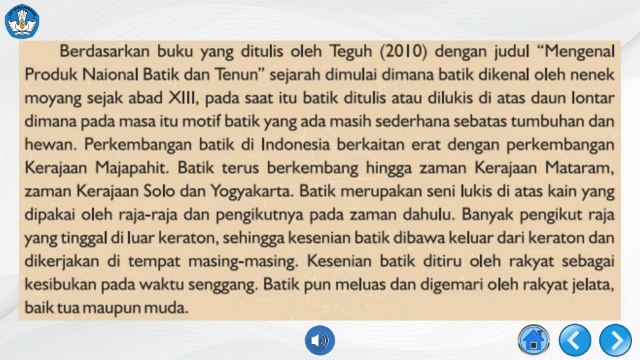 Berdasarkan buku yang ditulis oleh Teguh (2010) dengan judul “Mengenal
Produk Naional Batik dan Tenun” sejarah dimulai dimana batik dikenal oleh nenek
moyang sejak abad XIII, pada saat itu batik ditulis atau dilukis di atas daun lontar
dimana pada masa itu motif batik yang ada masih sederhana sebatas tumbuhan dan
hewan. Perkembangan batik di Indonesia berkaitan erat dengan perkembangan
Kerajaan Majapahit. Batik terus berkembang hingga zaman Kerajaan Mataram,
zaman Kerajaan Solo dan Yogyakarta. Batik merupakan seni lukis di atas kain yang
dipakai oleh raja-raja dan pengikutnya pada zaman dahulu. Banyak pengikut raja
yang tinggal di luar keraton, sehingga kesenian batik dibawa keluar dari keraton dan
dikerjakan di tempat masing-masing. Kesenian batik ditiru oleh rakyat sebagai
kesibukan pada waktu senggang. Batik pun meluas dan digemari oleh rakyat jelata,
baik tua maupun muda.